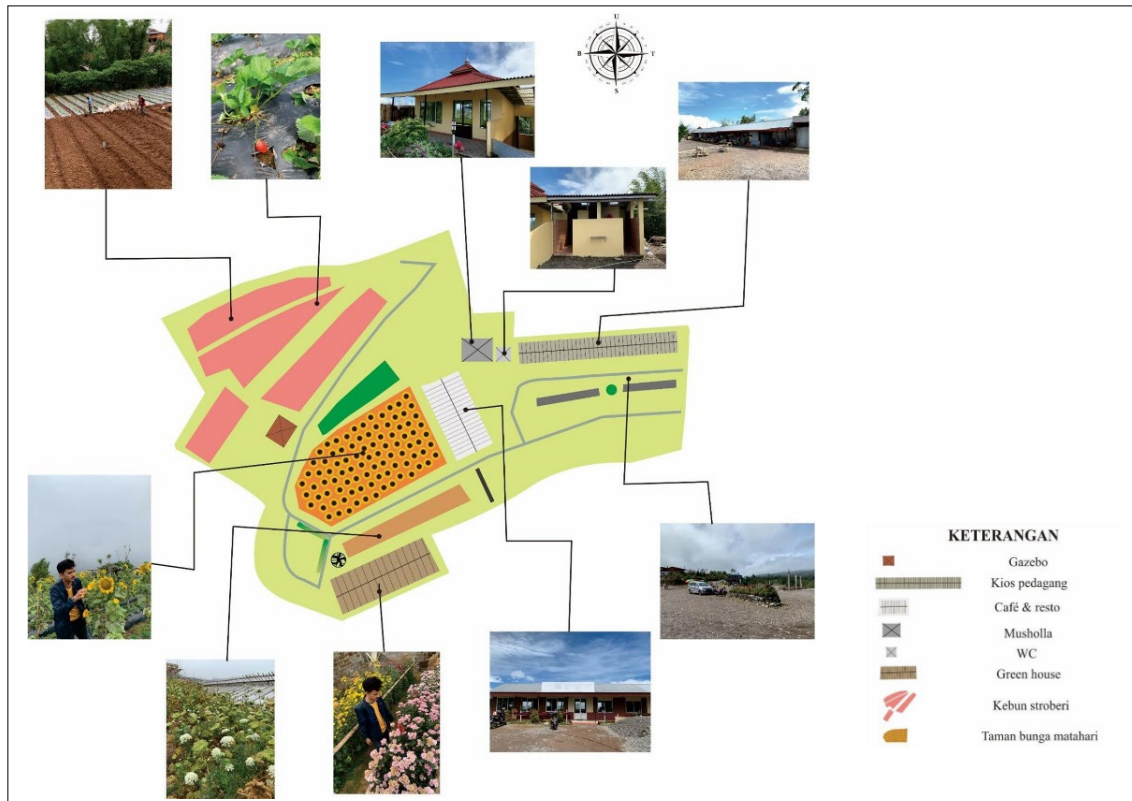 U
B T
S
KETERANGAN
Gazebo
Kios pedagang
Café & resto
Musholla
WC
Green house
Kebun stroberi
Taman bunga matahari